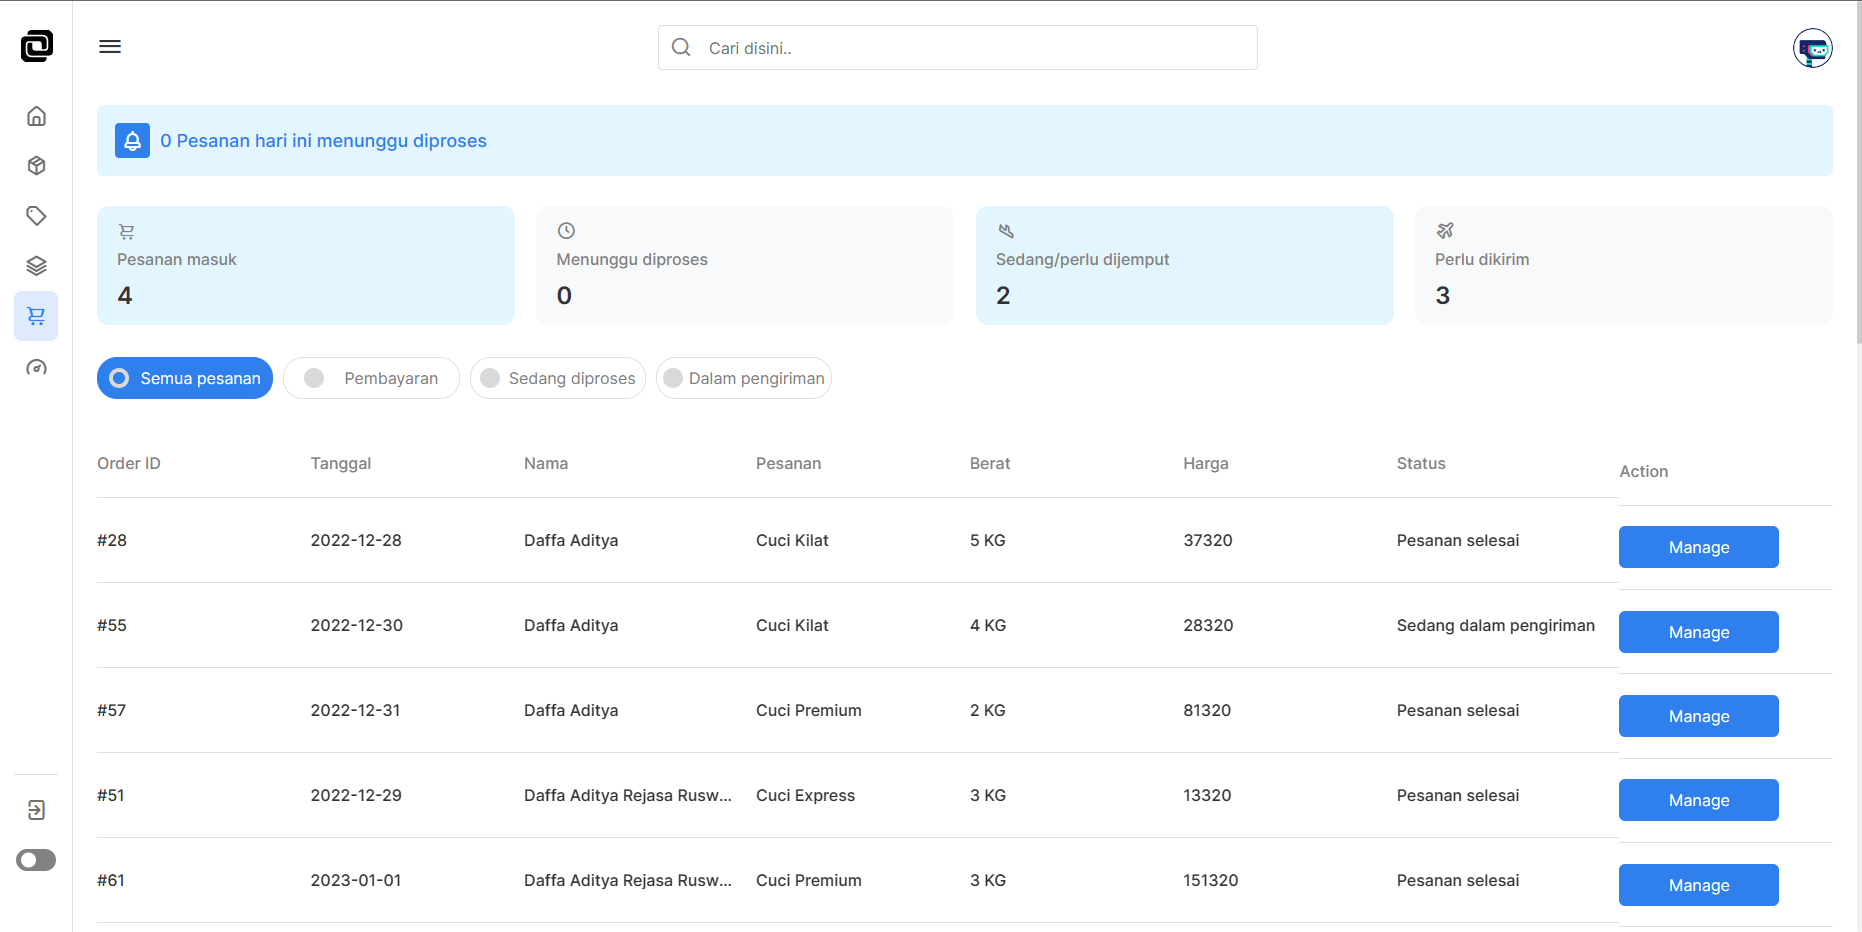 Cari disini..
0 Pesanan hari ini menunggu diproses
Pesanan masuk
4
Menunggu diproses
0
Sedang/perlu dijemput
2
Perlu dikirim
3
Semua pesanan Pembayaran Sedang diproses Dalam pengiriman
Order ID Tanggal Nama Pesanan Berat Harga Status Action
#28 2022-12-28 Daffa Aditya Cuci Kilat 5 KG 37320 Pesanan selesai Manage
#55 2022-12-30 Daffa Aditya Cuci Kilat 4 KG 28320 Sedang dalam pengiriman Manage
#57 2022-12-31 Daffa Aditya Cuci Premium 2 KG 81320 Pesanan selesai Manage
#51 2022-12-29 Daffa Aditya Rejasa Rusw... Cuci Express 3 KG 13320 Pesanan selesai Manage
#61 2023-01-01 Daffa Aditya Rejasa Rusw... Cuci Premium 3 KG 151320 Pesanan selesai Manage